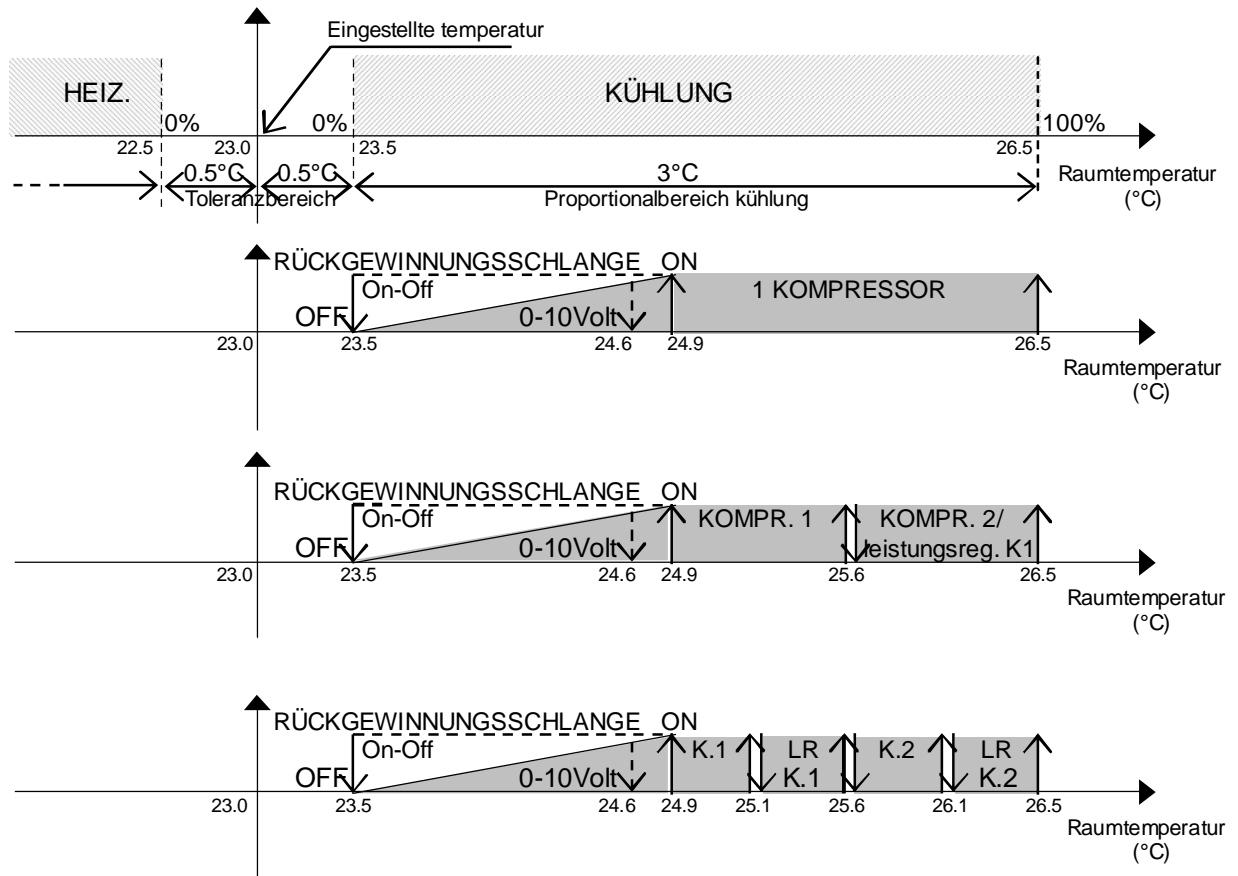 Eingestellte temperatur
HEIZ.
KÜHLUNG
0%
0%
100%
22.5
23.0
23.5
26.5
0.5°C
0.5°C
3°C
Raumtemperatur
(°C)
Toleranzbereich
Proportionalbereich kühlung
RÜCKGEWINNUNGSSCHLANGE ON
On-Off
1 KOMPRESSOR
OFF
0-10Volt
23.0
23.5
24.6
24.9
26.5
Raumtemperatur
(°C)
RÜCKGEWINNUNGSSCHLANGE ON
On-Off
KOMPR. 1
KOMPR. 2/
leistungsreg. K1
OFF
0-10Volt
23.0
23.5
24.6
24.9
25.6
26.5
Raumtemperatur
(°C)
RÜCKGEWINNUNGSSCHLANGE ON
On-Off
K.1
LR
K.1
K.2
LR
K.2
OFF
0-10Volt
23.0
23.5
24.6
24.9
25.1
25.6
26.1
26.5
Raumtemperatur
(°C)